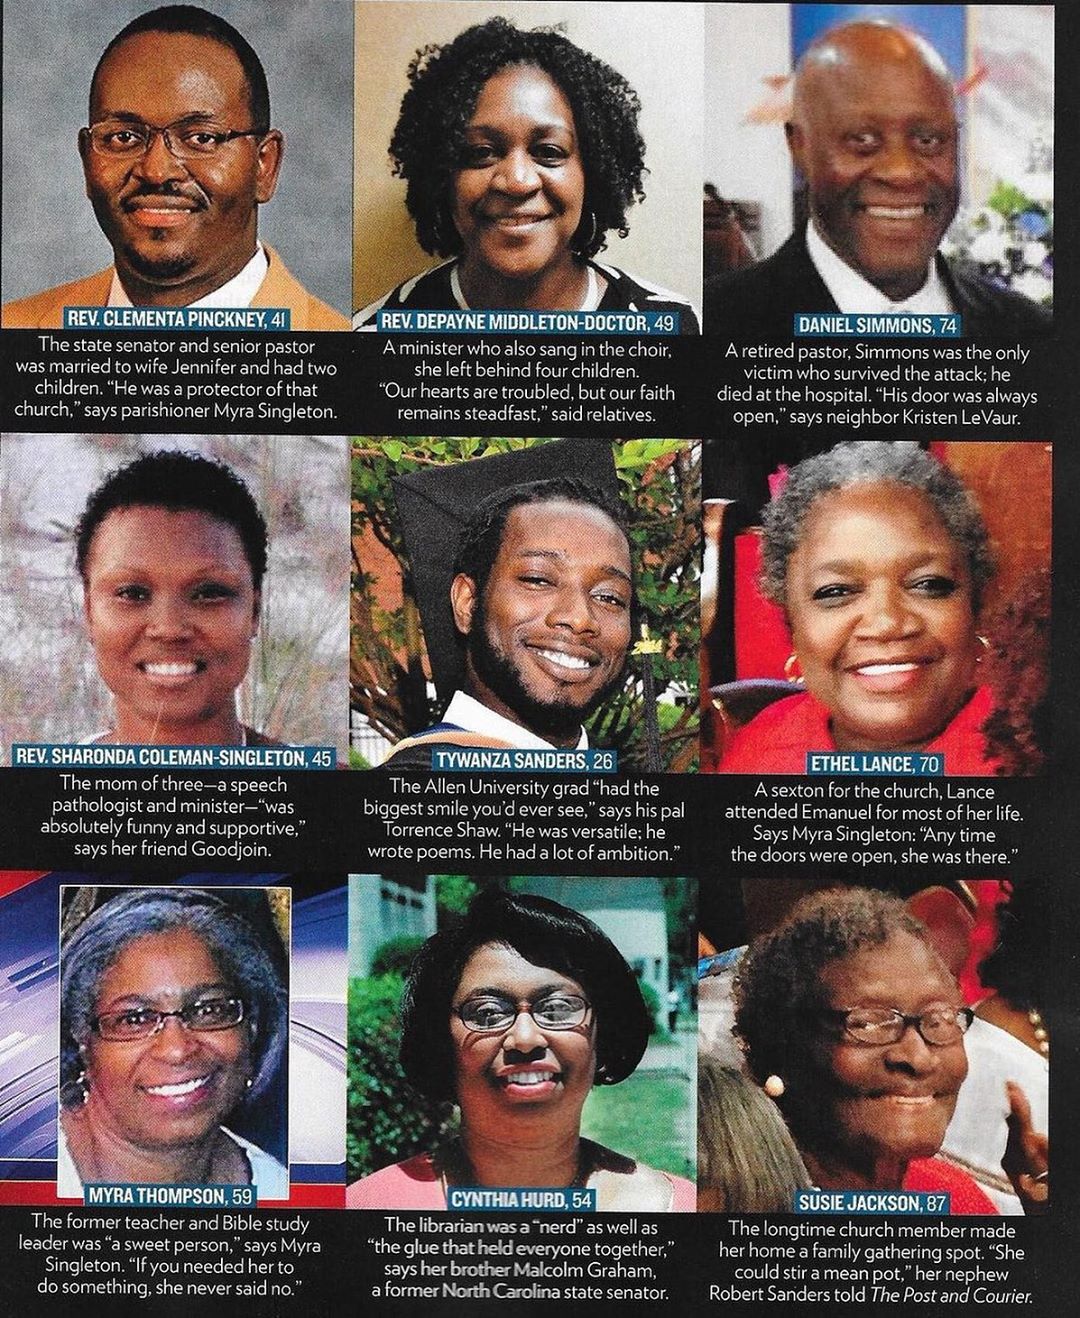 REV. CLEMENTA PINCKNEY, 41
The state senator and senior pastor
was married to wife Jennifer and had two
children. “He was a protector of that
church,” says parishioner Myra Singleton.
REV. DEPAYNE MIDDLETON-DOCTOR, 49
A minister who also sang in the choir,
she left behind four children.
“Our hearts are troubled, but our faith
remains steadfast,” said relatives.
DANIEL SIMMONS, 74
A retired pastor, Simmons was the only
victim who survived the attack; he
died at the hospital. “His door was always
open,” says neighbor Kristen LeVaur.
REV. SHARONDA COLEMAN-SINGLETON, 45
The mom of three—a speech
pathologist and minister—“was
absolutely funny and supportive,”
says her friend Goodjoin.
TYWANZA SANDERS, 26
The Allen University grad “had the
biggest smile you’d ever see,” says his pal
Torrence Shaw. “He was versatile; he
wrote poems. He had a lot of ambition.”
ETHEL LANCE, 70
A sexton for the church, Lance
attended Emanuel for most of her life.
Says Myra Singleton: “Any time
the doors were open, she was there.”
MYRA THOMPSON, 59
The former teacher and Bible study
leader was “a sweet person,” says Myra
Singleton. “If you needed her to
do something, she never said no.”
CYNTHIA HURD, 54
The librarian was a “nerd” as well as
“the glue that held everyone together,”
says her brother Malcolm Graham,
a former North Carolina state senator.
SUSIE JACKSON, 87
The longtime church member made
her home a family gathering spot. “She
could stir a mean pot,” her nephew
Robert Sanders told The Post and Courier.